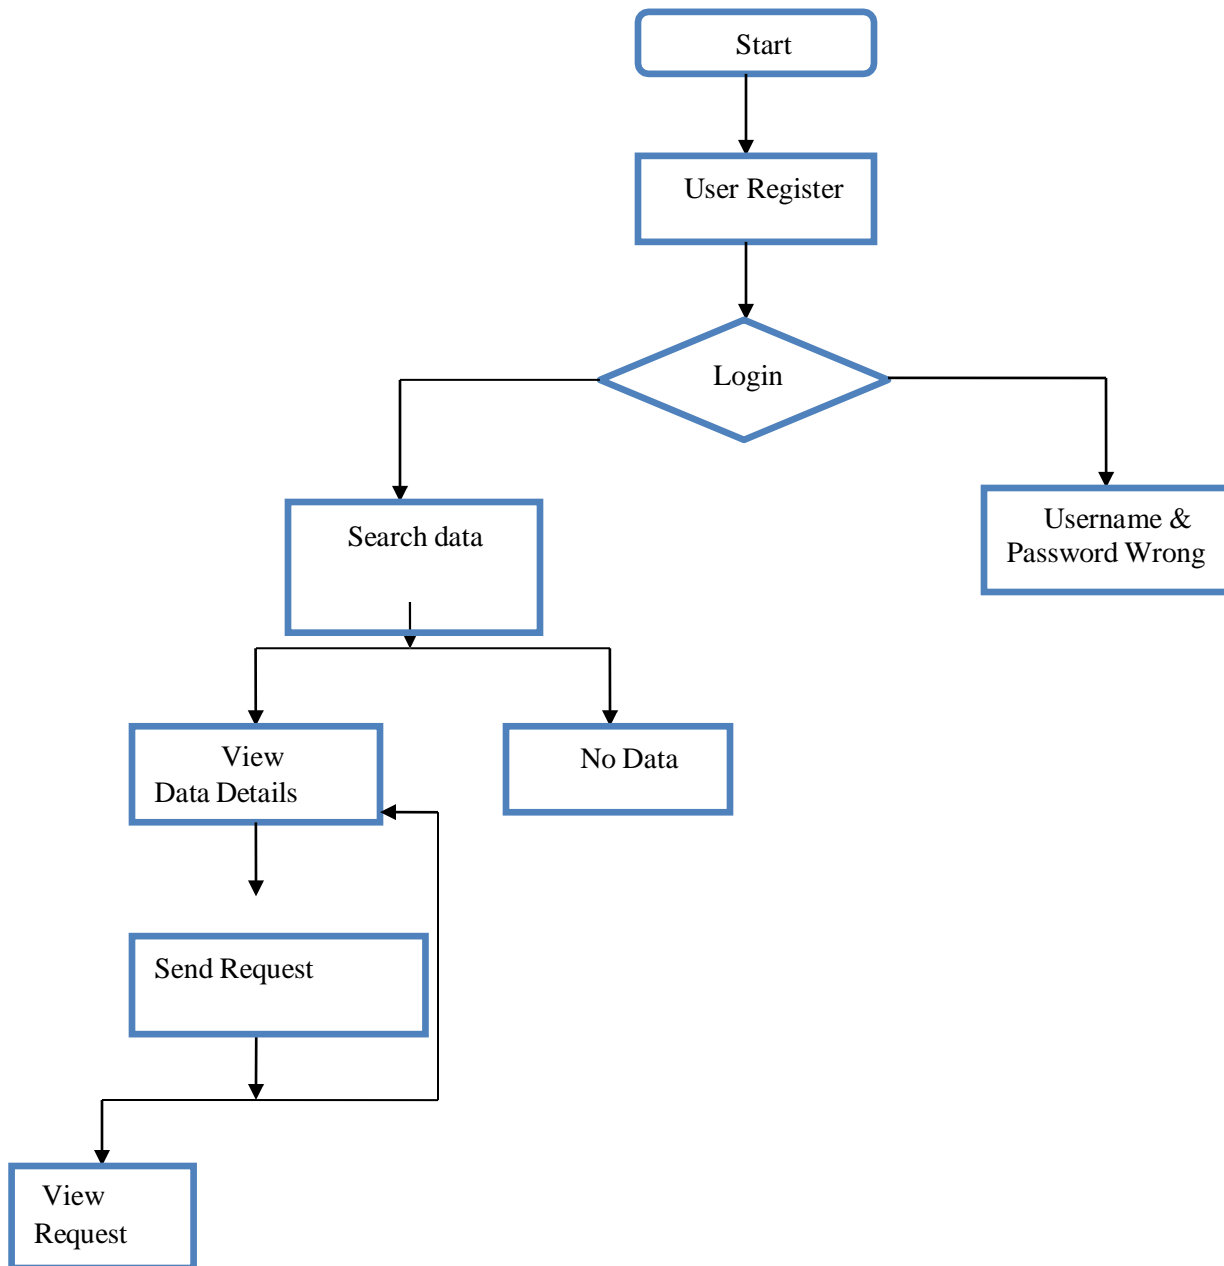 Start
User Register
Login
Search data
Username &
Password Wrong
View
Data Details
No Data
Send Request
View
Request